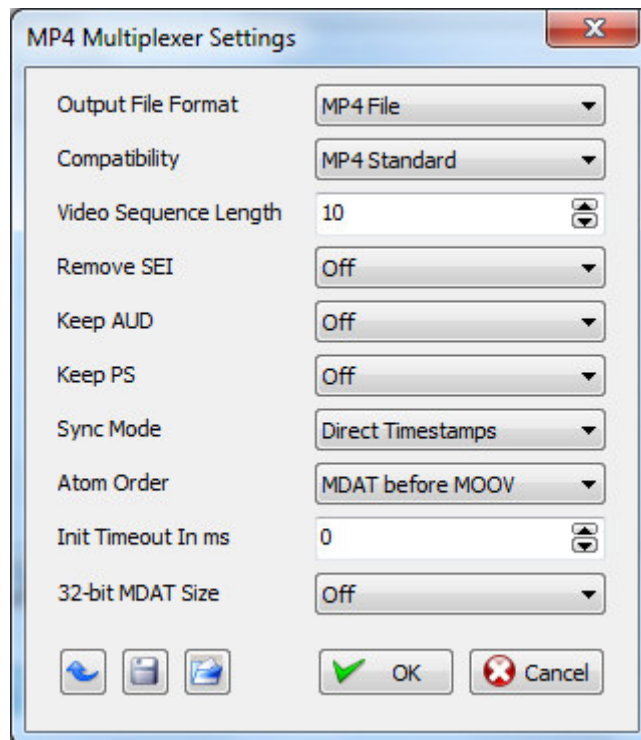 MP4 Multiplexer Settings
Output File Format MP4 File
Compatibility MP4 Standard
Video Sequence Length 10
Remove SEI Off
Keep AUD Off
Keep PS Off
Sync Mode Direct Timestamps
Atom Order MDAT before MOOV
Init Timeout In ms 0
32-bit MDAT Size Off
OK Cancel